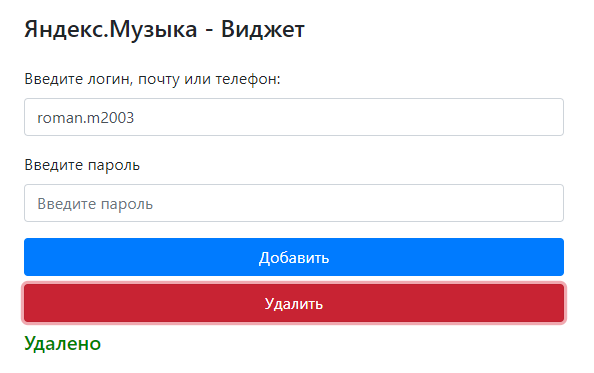 Яндекс.Музыка - Виджет
Введите логин, почту или телефон:
roman.m2003
Введите пароль
Введите пароль
Добавить
Удалить
Удалено